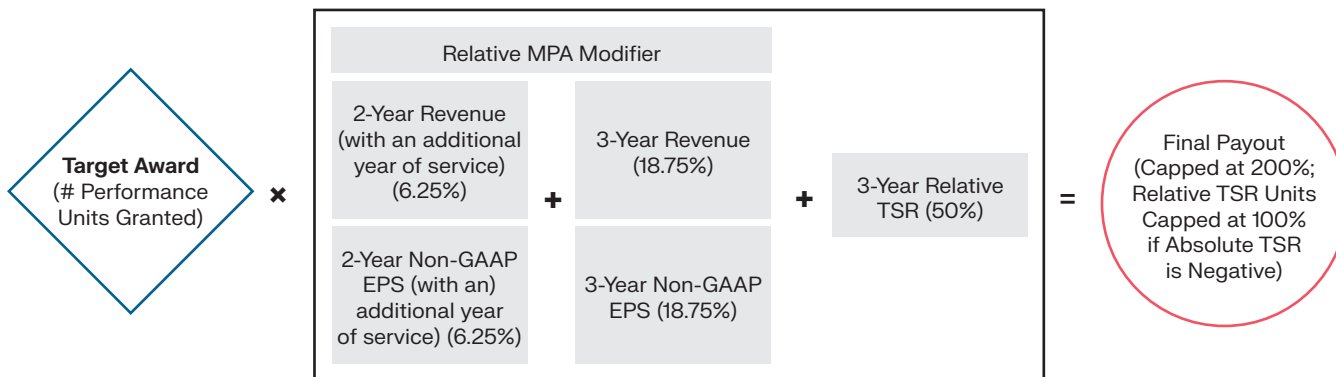 Target Award
(# Performance
Units Granted)
×
Relative MPA Modifier
2-Year Revenue
(with an additional
year of service)
(6.25%)
2-Year Non-GAAP
EPS (with an)
additional year
of service) (6.25%)
+
3-Year Revenue
(18.75%)
3-Year Non-GAAP
EPS (18.75%)
+
3-Year Relative
TSR (50%)
=
Final Payout
(Capped at 200%;
Relative TSR Units
Capped at 100%
if Absolute TSR
is Negative)